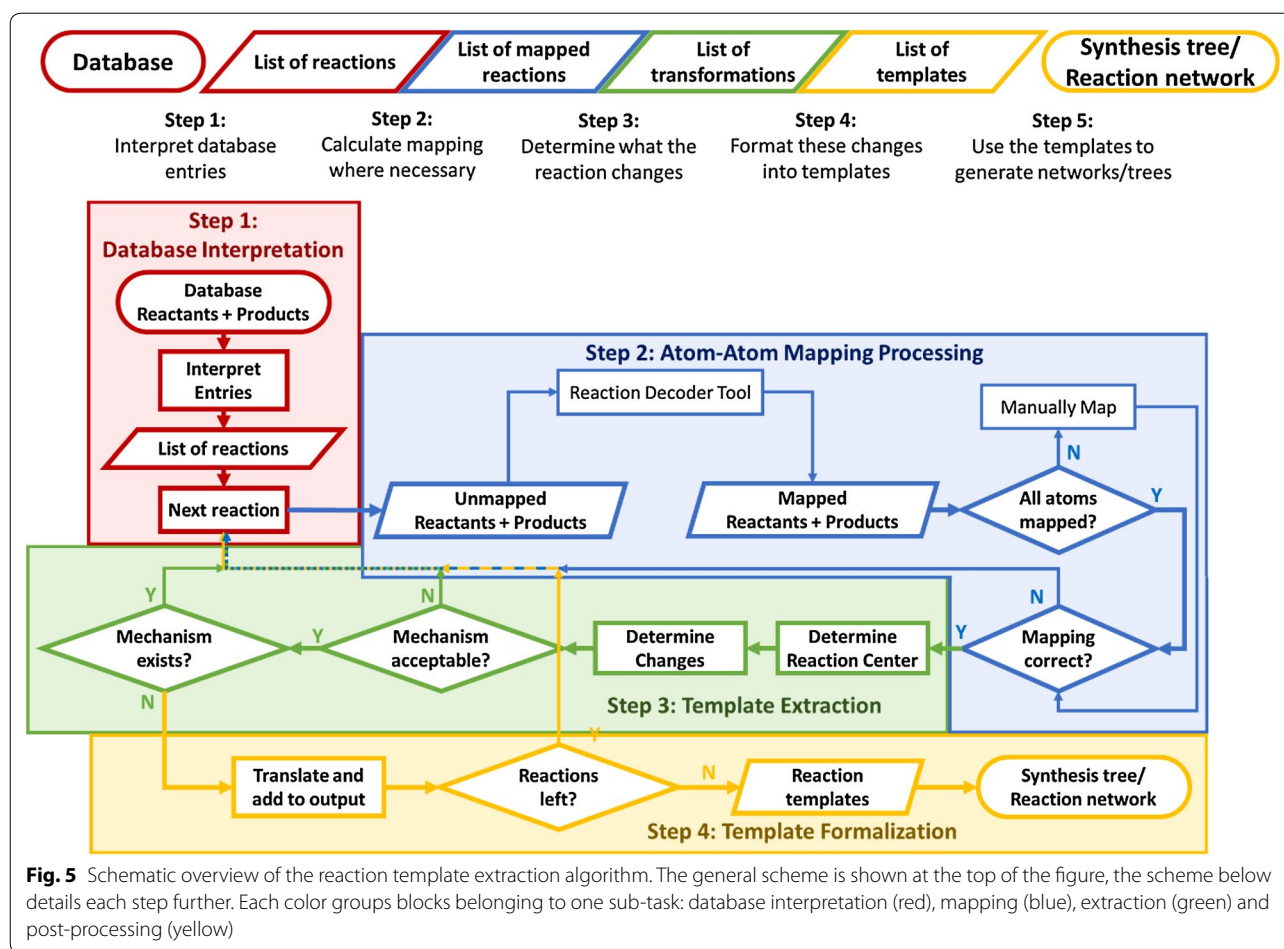 Database
List of reactions
List of mapped
reactions
List of
transformations
List of
templates
Synthesis tree/
Reaction network
Step 1:
Interpret database
entries
Step 2:
Calculate mapping
where necessary
Step 3:
Determine what the
reaction changes
Step 4:
Format these changes
into templates
Step 5:
Use the templates to
generate networks/trees
Step 1:
Database Interpretation
Database
Reactants + Products
Interpret
Entries
List of reactions
Next reaction
Step 2: Atom-Atom Mapping Processing
Reaction Decoder Tool
Manually Map
Unmapped
Reactants + Products
Mapped
Reactants + Products
All atoms
mapped?
N
Y
Mapping
correct?
N
Y
Determine
Reaction Center
Determine
Changes
Mechanism
acceptable?
N
Y
Mechanism
exists?
Y
N
Step 3: Template Extraction
Translate and
add to output
Reactions
left?
Y
N
Reaction
templates
Synthesis tree/
Reaction network
Step 4: Template Formalization
Fig. 5 Schematic overview of the reaction template extraction algorithm. The general scheme is shown at the top of the figure, the scheme below
details each step further. Each color groups blocks belonging to one sub-task: database interpretation (red), mapping (blue), extraction (green) and
post-processing (yellow)